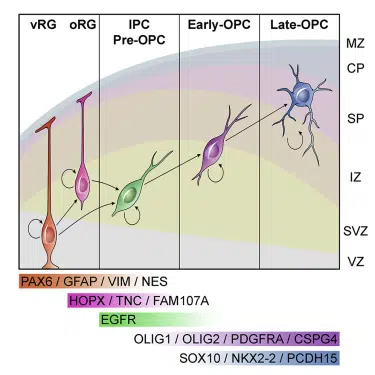 vRG oRG IPC Early-OPC Late-OPC
Pre-OPC
MZ
CP
SP
IZ
SVZ
VZ
PAX6 / GFAP / VIM / NES
HOPX / TNC / FAM107A
EGFR
OLIG1 / OLIG2 / PDGFRA / CSPG4
SOX10 / NKX2-2 / PCDH15